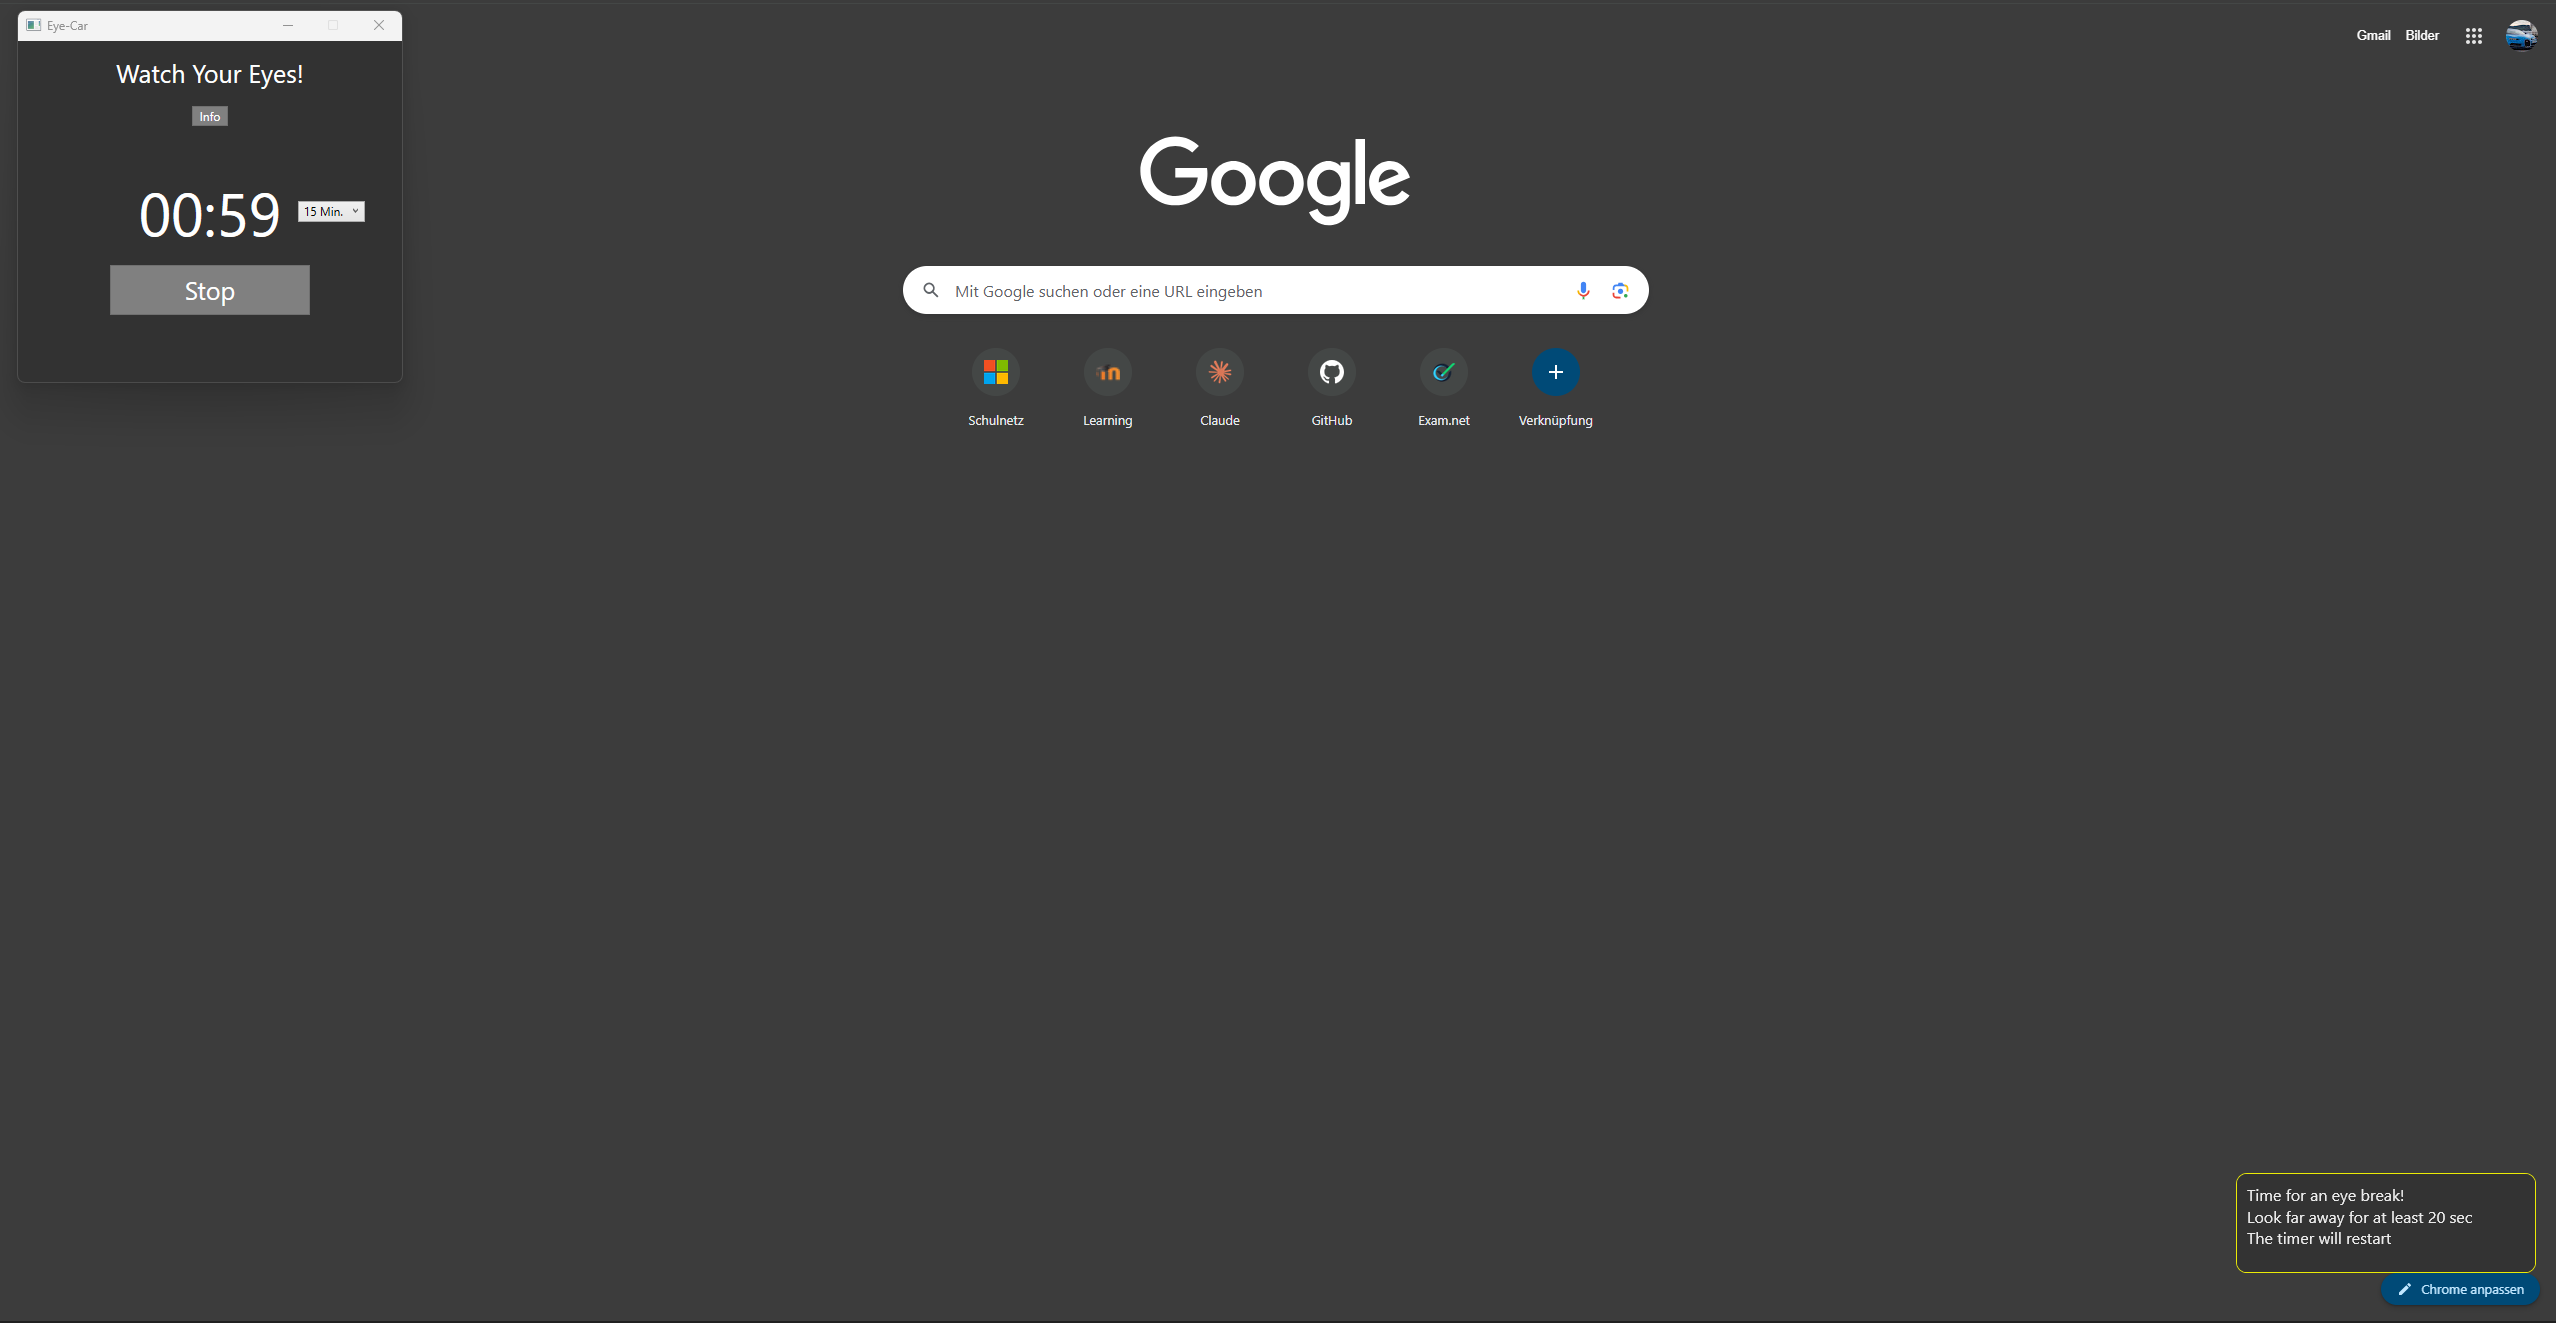 Eye-Car
Watch Your Eyes!
Info
00:59
15 Min.
Stop
Gmail Bilder
Google
Mit Google suchen oder eine URL eingeben
Schulnetz Learning Claude GitHub Exam.net Verknüpfung
Time for an eye break!
Look far away for at least 20 sec
The timer will restart
Chrome anpassen